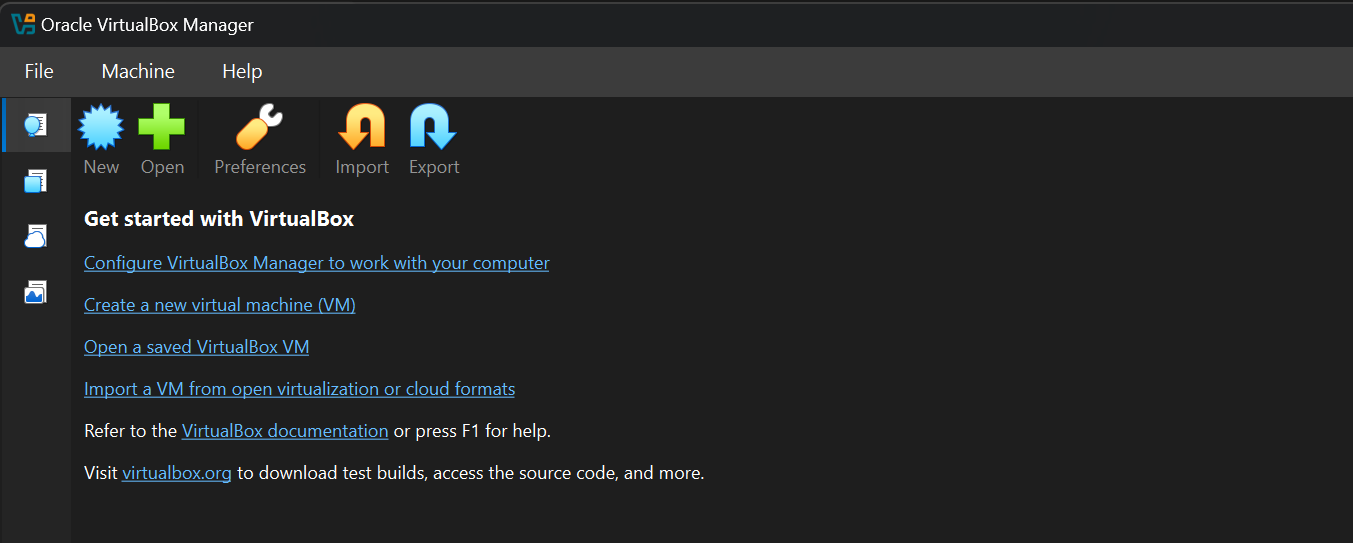 Oracle VirtualBox Manager
File Machine Help
New Open Preferences Import Export
Get started with VirtualBox
Configure VirtualBox Manager to work with your computer
Create a new virtual machine (VM)
Open a saved VirtualBox VM
Import a VM from open virtualization or cloud formats
Refer to the VirtualBox documentation or press F1 for help.
Visit virtualbox.org to download test builds, access the source code, and more.